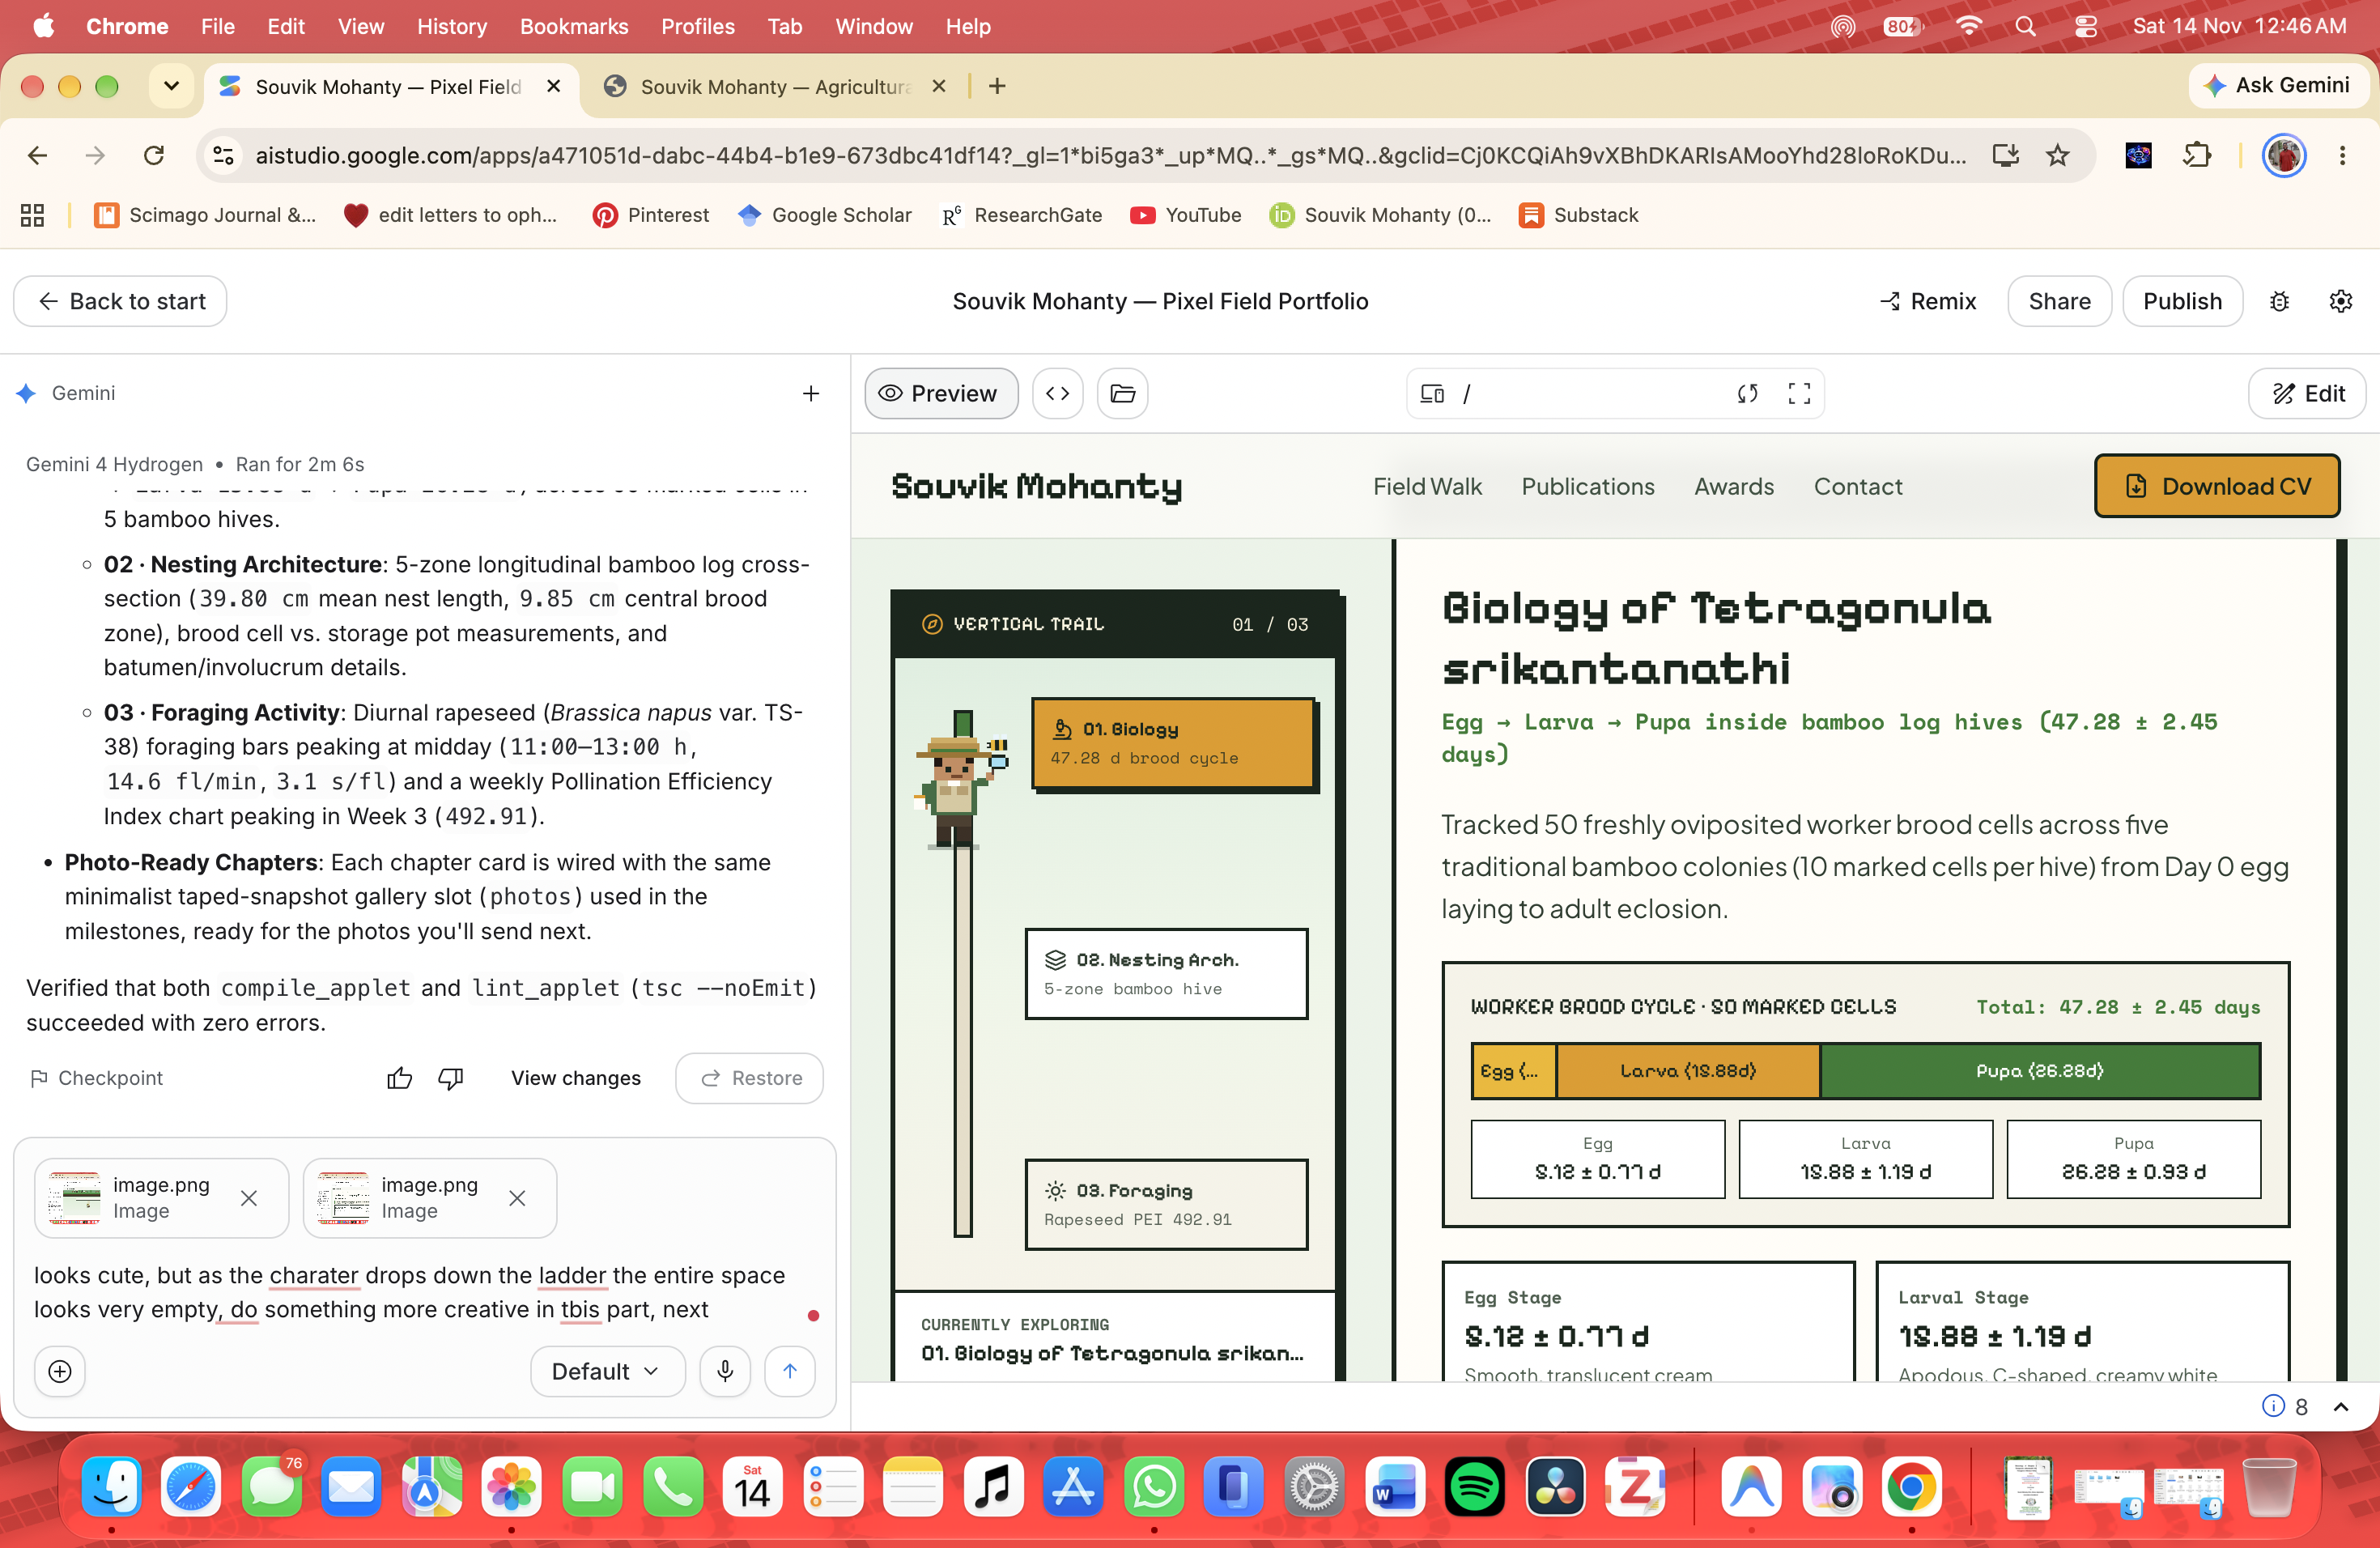 Chrome File Edit View History Bookmarks Profiles Tab Window Help
80 Sat 14 Nov 12:46 AM
Souvik Mohanty — Pixel Field
Souvik Mohanty — Agricultura
Ask Gemini
aistudio.google.com/apps/a471051d-dabc-44b4-b1e9-673dbc41df14?_gl=1*bi5ga3*_up*MQ..*_gs*MQ..&gclid=Cj0KCQiAh9vXBhDKARIsAMooYhd28loRoKDu...
Scimago Journal &... edit letters to oph... Pinterest Google Scholar ResearchGate YouTube Souvik Mohanty (0... Substack
Back to start
Souvik Mohanty — Pixel Field Portfolio
Remix Share Publish
Gemini
Gemini 4 Hydrogen • Ran for 2m 6s
5 bamboo hives.
02 · Nesting Architecture: 5-zone longitudinal bamboo log cross-
section (39.80 cm mean nest length, 9.85 cm central brood
zone), brood cell vs. storage pot measurements, and
batumen/involucrum details.
03 · Foraging Activity: Diurnal rapeseed (Brassica napus var. TS-
38) foraging bars peaking at midday (11:00–13:00 h,
14.6 fl/min, 3.1 s/fl) and a weekly Pollination Efficiency
Index chart peaking in Week 3 (492.91).
• Photo-Ready Chapters: Each chapter card is wired with the same
minimalist taped-snapshot gallery slot (photos) used in the
milestones, ready for the photos you'll send next.
Verified that both compile_applet and lint_applet (tsc --noEmit)
succeeded with zero errors.
Checkpoint
View changes
Restore
image.png
Image
image.png
Image
looks cute, but as the charater drops down the ladder the entire space
looks very empty, do something more creative in tbis part, next
Default
Preview
/
Edit
Souvik Mohanty
Field Walk Publications Awards Contact
Download CV
VERTICAL TRAIL 01 / 03
01. Biology
47.28 d brood cycle
02. Nesting Arch.
5-zone bamboo hive
03. Foraging
Rapeseed PEI 492.91
CURRENTLY EXPLORING
01. Biology of Tetragonula srikan...
Biology of Tetragonula
srikantanathi
Egg → Larva → Pupa inside bamboo log hives (47.28 ± 2.45
days)
Tracked 50 freshly oviposited worker brood cells across five
traditional bamboo colonies (10 marked cells per hive) from Day 0 egg
laying to adult eclosion.
WORKER BROOD CYCLE · 50 MARKED CELLS
Total: 47.28 ± 2.45 days
Egg (...
Larva (15.88d)
Pupa (26.28d)
Egg
5.12 ± 0.77 d
Larva
15.88 ± 1.19 d
Pupa
26.28 ± 0.93 d
Egg Stage
5.12 ± 0.77 d
Smooth, translucent cream
Larval Stage
15.88 ± 1.19 d
Apodous, C-shaped, creamy white
8
76
Sat
14